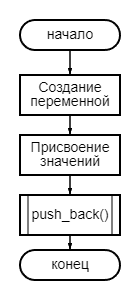 начало
Создание
переменной
Присвоение
значений
push_back()
конец